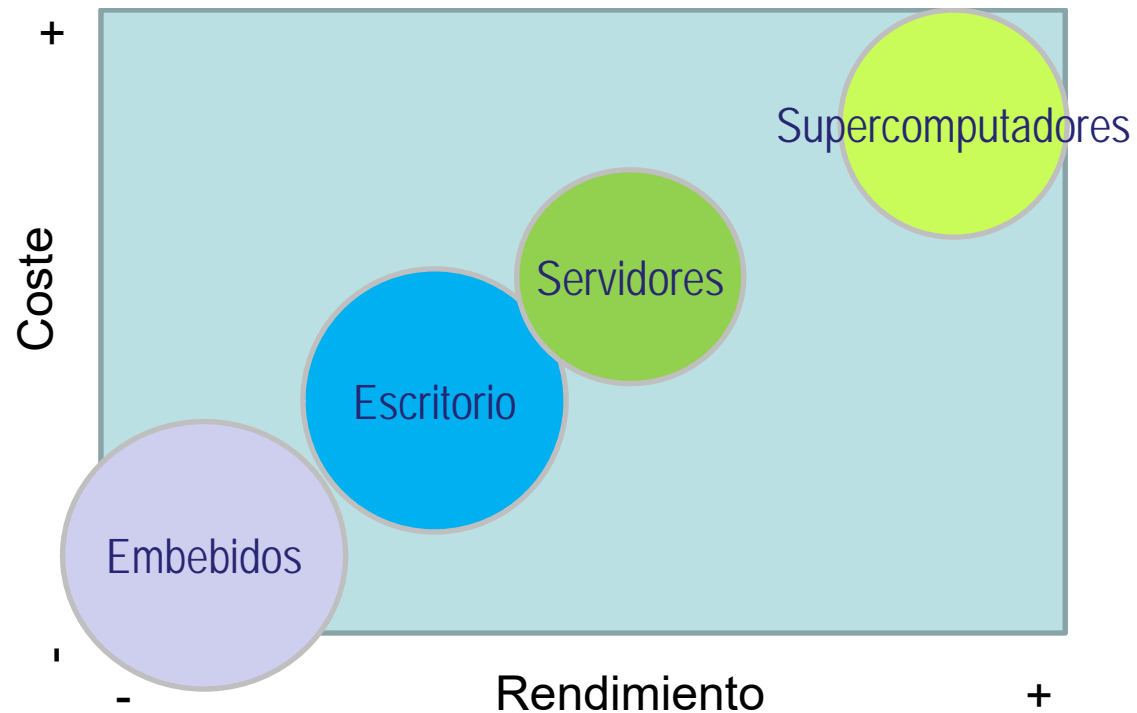 +
Supercomputadores
Servidores
Coste
Escritorio
Embebidos
-
- Rendimiento +